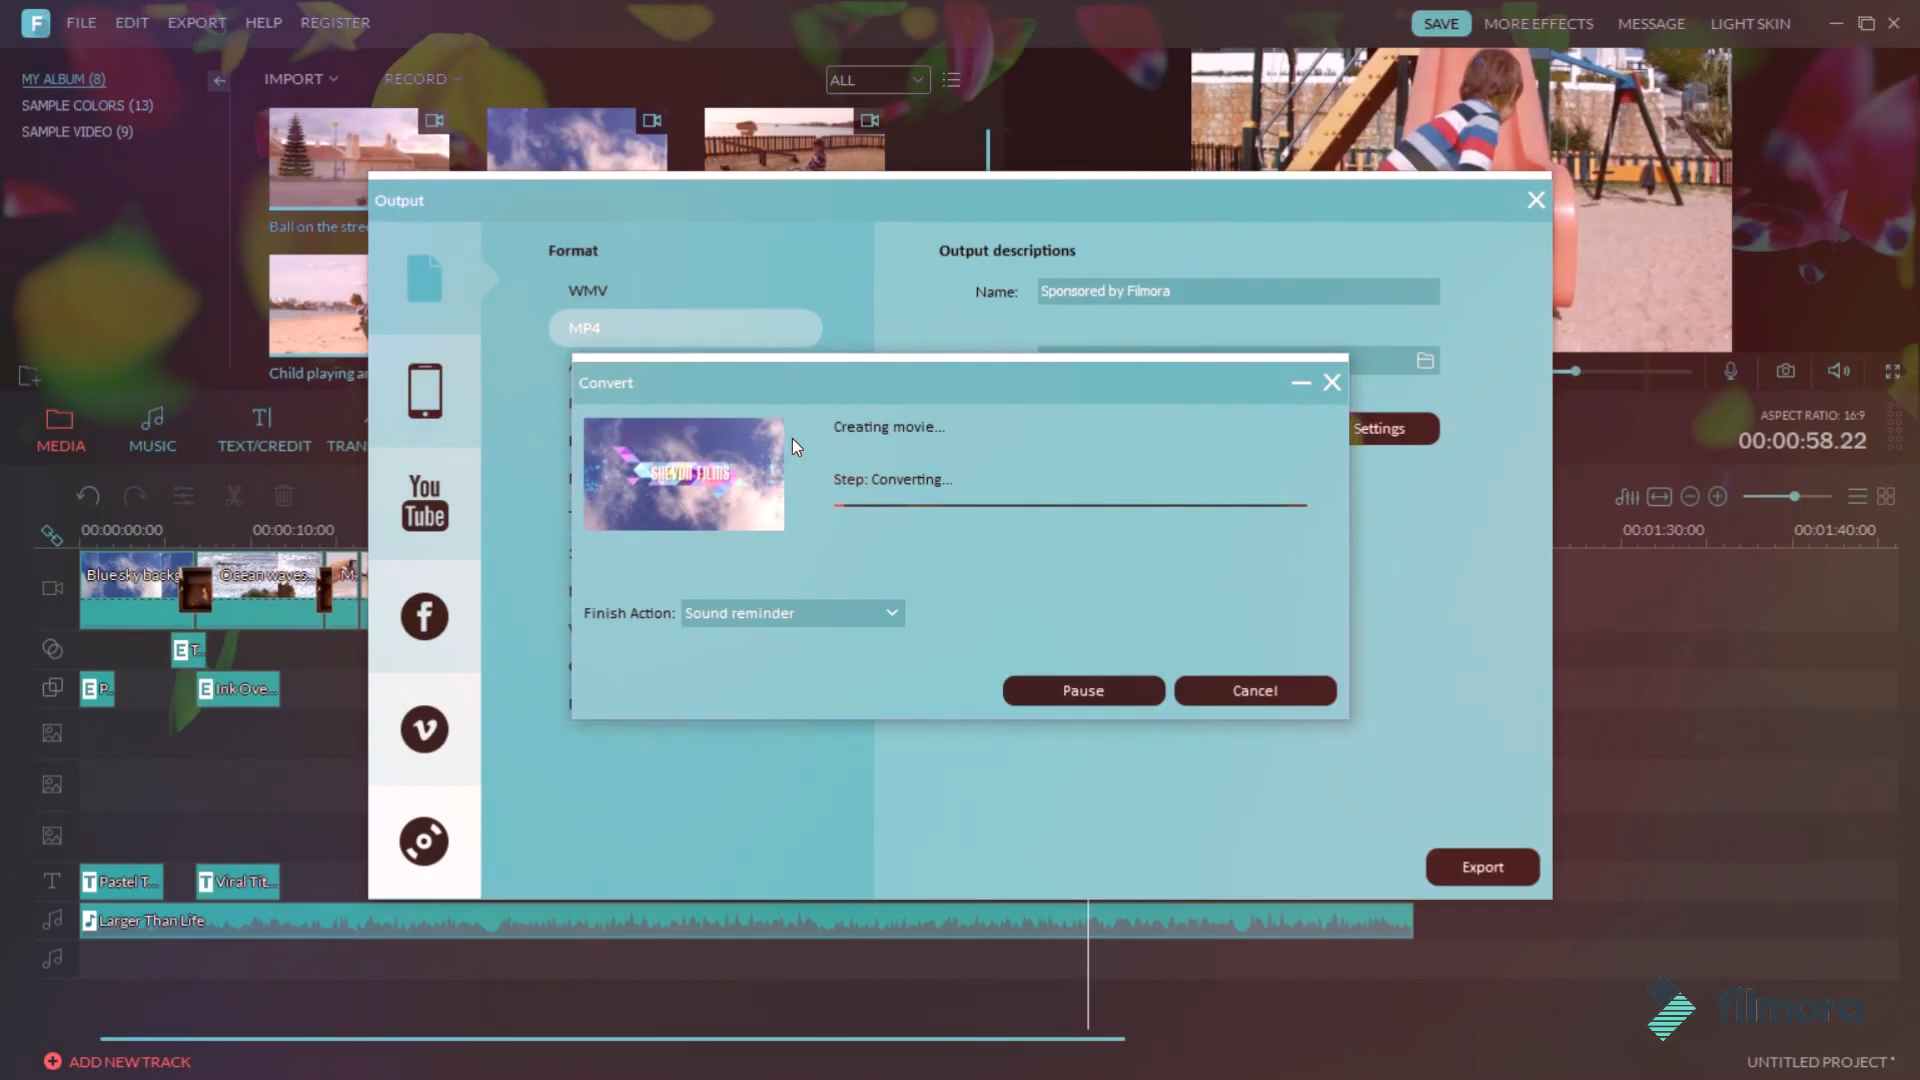 F FILE EDIT EXPORT HELP REGISTER
SAVE MORE EFFECTS MESSAGE LIGHT SKIN
MY ALBUM (8)
SAMPLE COLORS (13)
SAMPLE VIDEO (9)
IMPORT RECORD ALL
Ball on the stre
Child playing a
MEDIA MUSIC TEXT/CREDIT TRAN
Output
Format
WMV
MP4
Output descriptions
Name: Sponsored by Filmora
Settings
Convert
SHEVON FILMS
Creating movie...
Step: Converting...
Finish Action: Sound reminder
Pause Cancel
Export
You
Tube
ASPECT RATIO: 16:9
00:00:58.22
00:00:00:00 00:00:10:00 00:01:30:00 00:01:40:00
Blue sky backg Ocean waves... M
E T..
E P.. E Ink Ove...
T Pastel T... T Viral Tit...
Larger Than Life
filmora
ADD NEW TRACK
UNTITLED PROJECT *